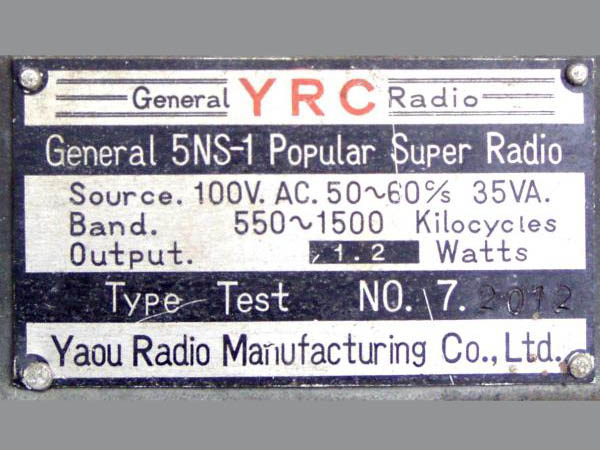 General YRC Radio
General 5NS-1 Popular Super Radio
Source. 100V. AC. 50~60 c/s 35VA.
Band. 550~1500 Kilocycles
Output. 1.2 Watts
Type Test NO. 7. 2012
Yaou Radio Manufacturing Co., Ltd.